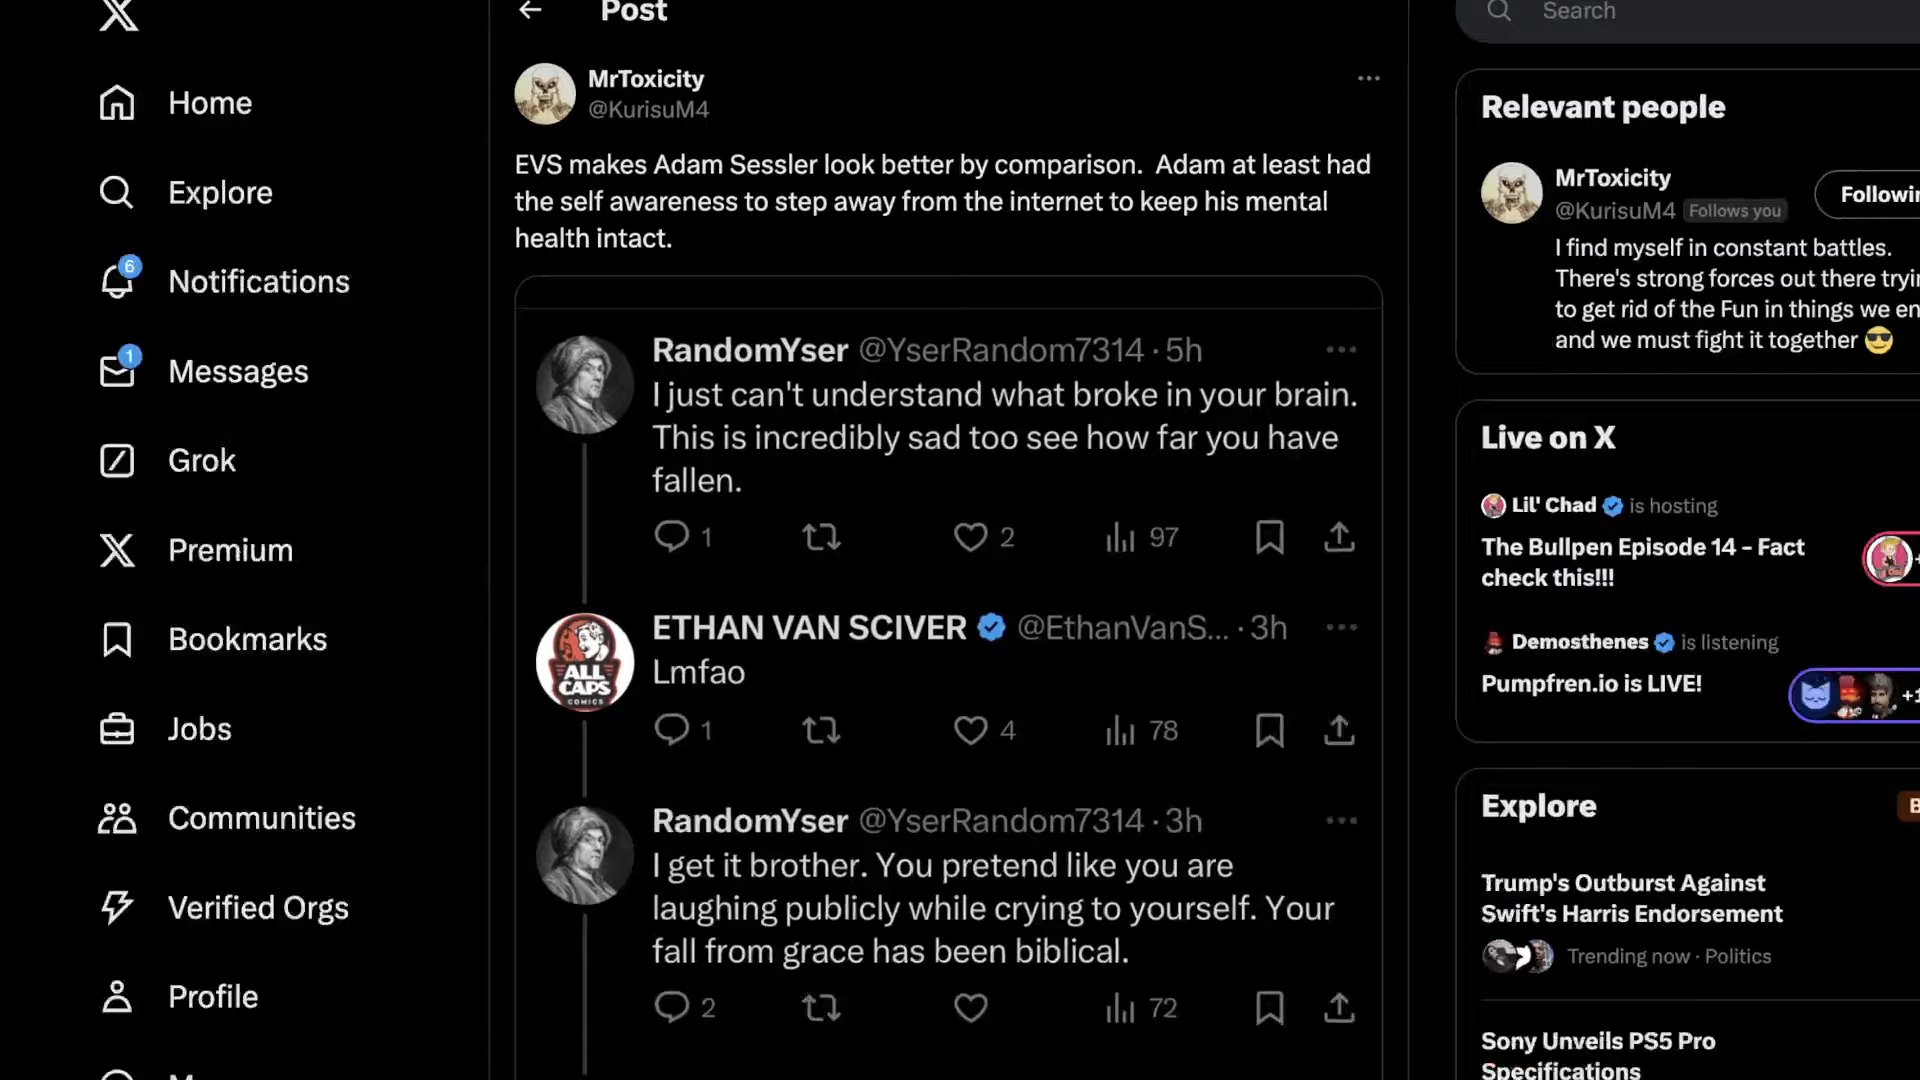 Home
Explore
6
Notifications
1
Messages
Grok
Premium
Bookmarks
Jobs
Communities
Verified Orgs
Profile
Post
MrToxicity
@KurisuM4
EVS makes Adam Sessler look better by comparison.  Adam at least had
the self awareness to step away from the internet to keep his mental
health intact.
RandomYser @YserRandom7314 · 5h
I just can't understand what broke in your brain.
This is incredibly sad too see how far you have
fallen.
1 2 97
ETHAN VAN SCIVER @EthanVanS... · 3h
ALL
CAPS
COMICS
Lmfao
1 4 78
RandomYser @YserRandom7314 · 3h
I get it brother. You pretend like you are
laughing publicly while crying to yourself. Your
fall from grace has been biblical.
2 72
Search
Relevant people
MrToxicity
@KurisuM4 Follows you
Followin
I find myself in constant battles.
There's strong forces out there tryin
to get rid of the Fun in things we en
and we must fight it together 😎
Live on X
Lil' Chad is hosting
The Bullpen Episode 14 - Fact
check this!!!
Demosthenes is listening
Pumpfren.io is LIVE!
+1
Explore
B
Trump's Outburst Against
Swift's Harris Endorsement
Trending now · Politics
Sony Unveils PS5 Pro
Specifications